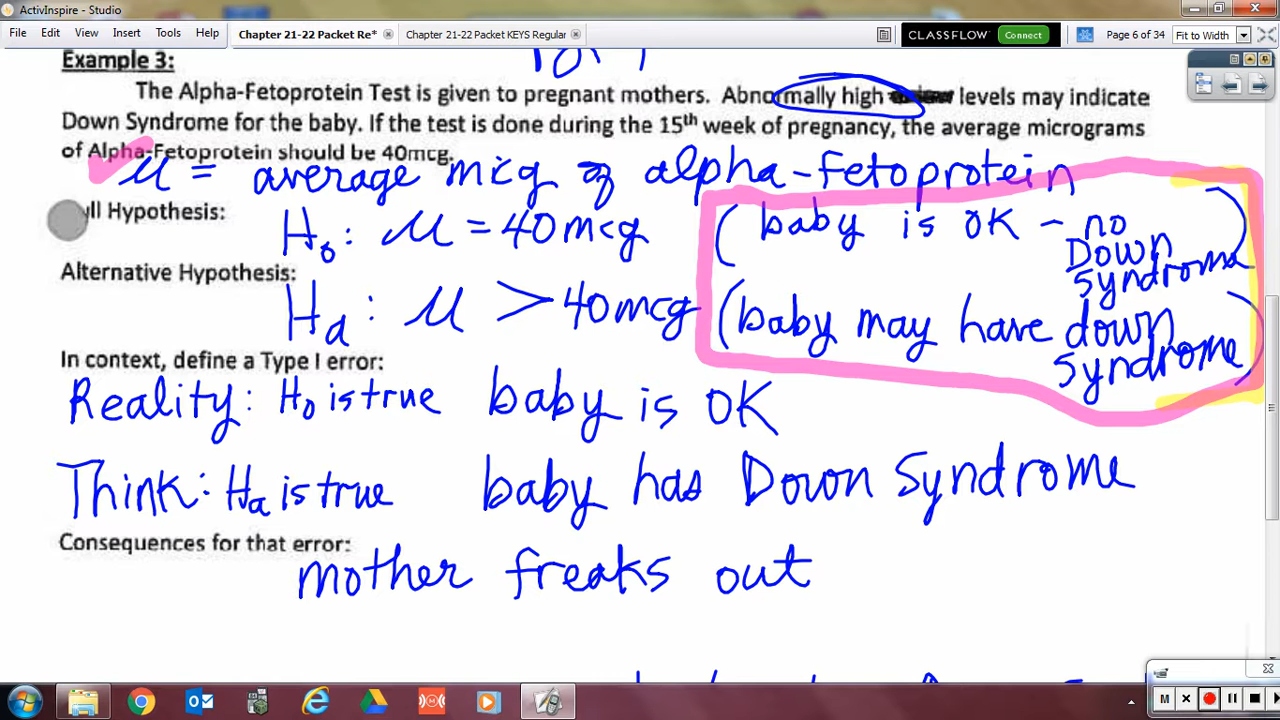 ActivInspire - Studio
File Edit View Insert Tools Help Chapter 21-22 Packet Re* Chapter 21-22 Packet KEYS Regular CLASSFLOW Connect Page 6 of 34 Fit to Width
Example 3:
The Alpha-Fetoprotein Test is given to pregnant mothers. Abnormally high levels may indicate
Down Syndrome for the baby. If the test is done during the 15th week of pregnancy, the average micrograms
of Alpha-Fetoprotein should be 40mcg.
μ = average mcg of alpha-fetoprotein
ull Hypothesis:
H₀: μ = 40mcg
(baby is OK - no
Down
Syndrome)
Alternative Hypothesis:
Ha: μ > 40mcg
(baby may have down
syndrome)
In context, define a Type I error:
Reality: H₀ is true baby is OK
Think: Ha is true baby has Down Syndrome
Consequences for that error:
mother freaks out
M